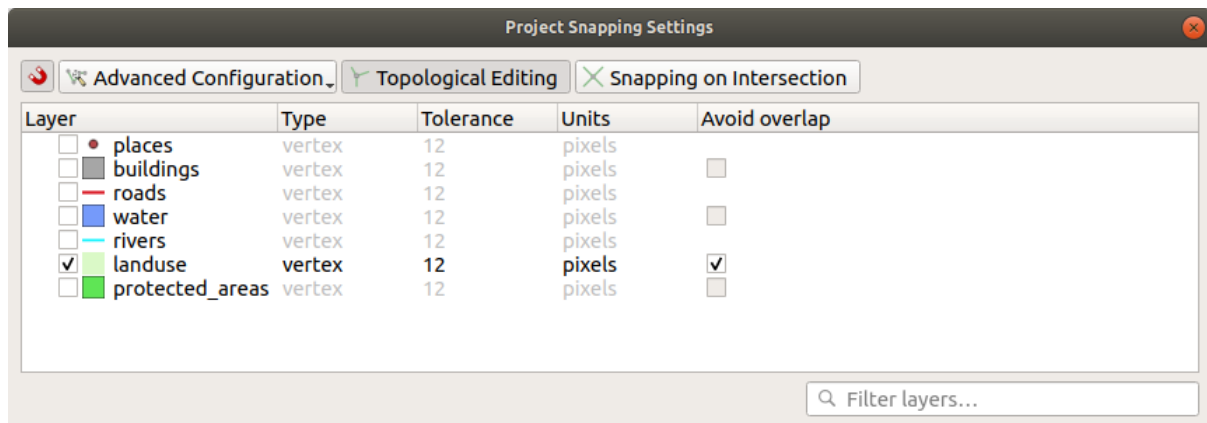 Project Snapping Settings
Advanced Configuration Topological Editing Snapping on Intersection
Layer Type Tolerance Units Avoid overlap
places vertex 12 pixels
buildings vertex 12 pixels
roads vertex 12 pixels
water vertex 12 pixels
rivers vertex 12 pixels
landuse vertex 12 pixels
protected_areas vertex 12 pixels
Filter layers...